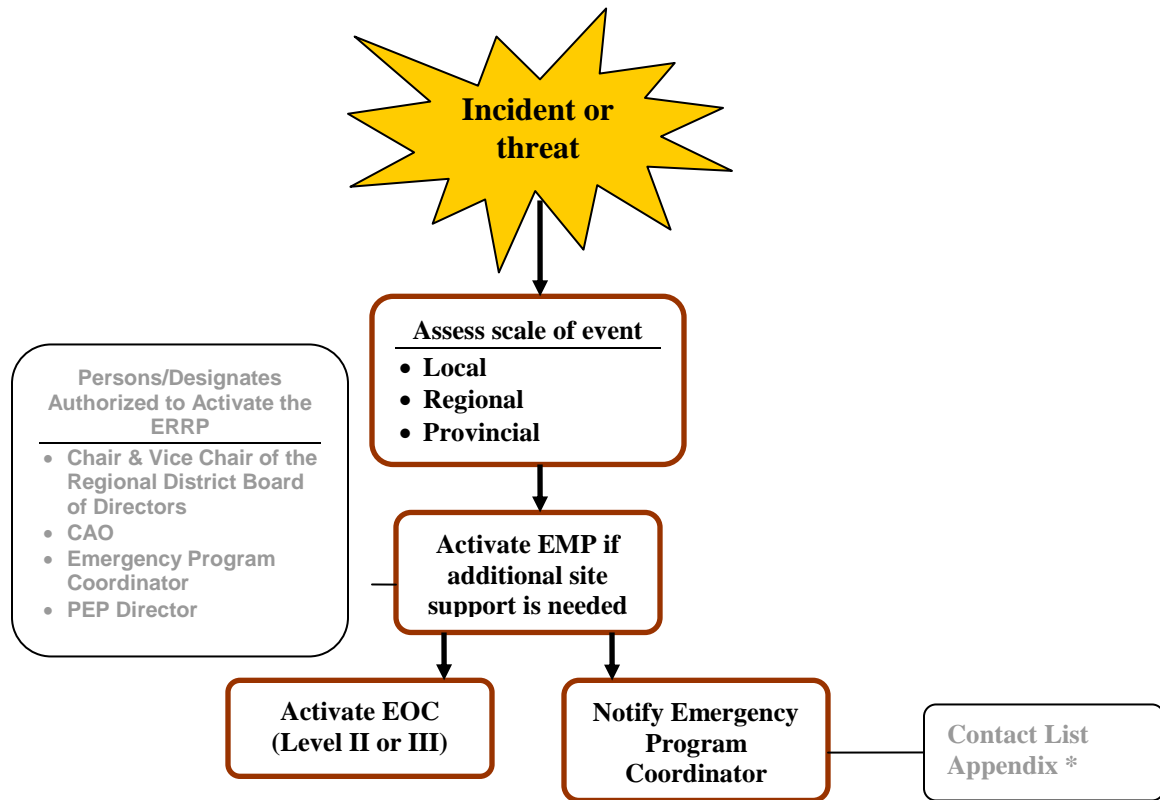 Incident or
threat
Assess scale of event
• Local
• Regional
• Provincial
Persons/Designates
Authorized to Activate the
ERRP
• Chair & Vice Chair of the
Regional District Board
of Directors
• CAO
• Emergency Program
Coordinator
• PEP Director
Activate EMP if
additional site
support is needed
Activate EOC
(Level II or III)
Notify Emergency
Program
Coordinator
Contact List
Appendix *